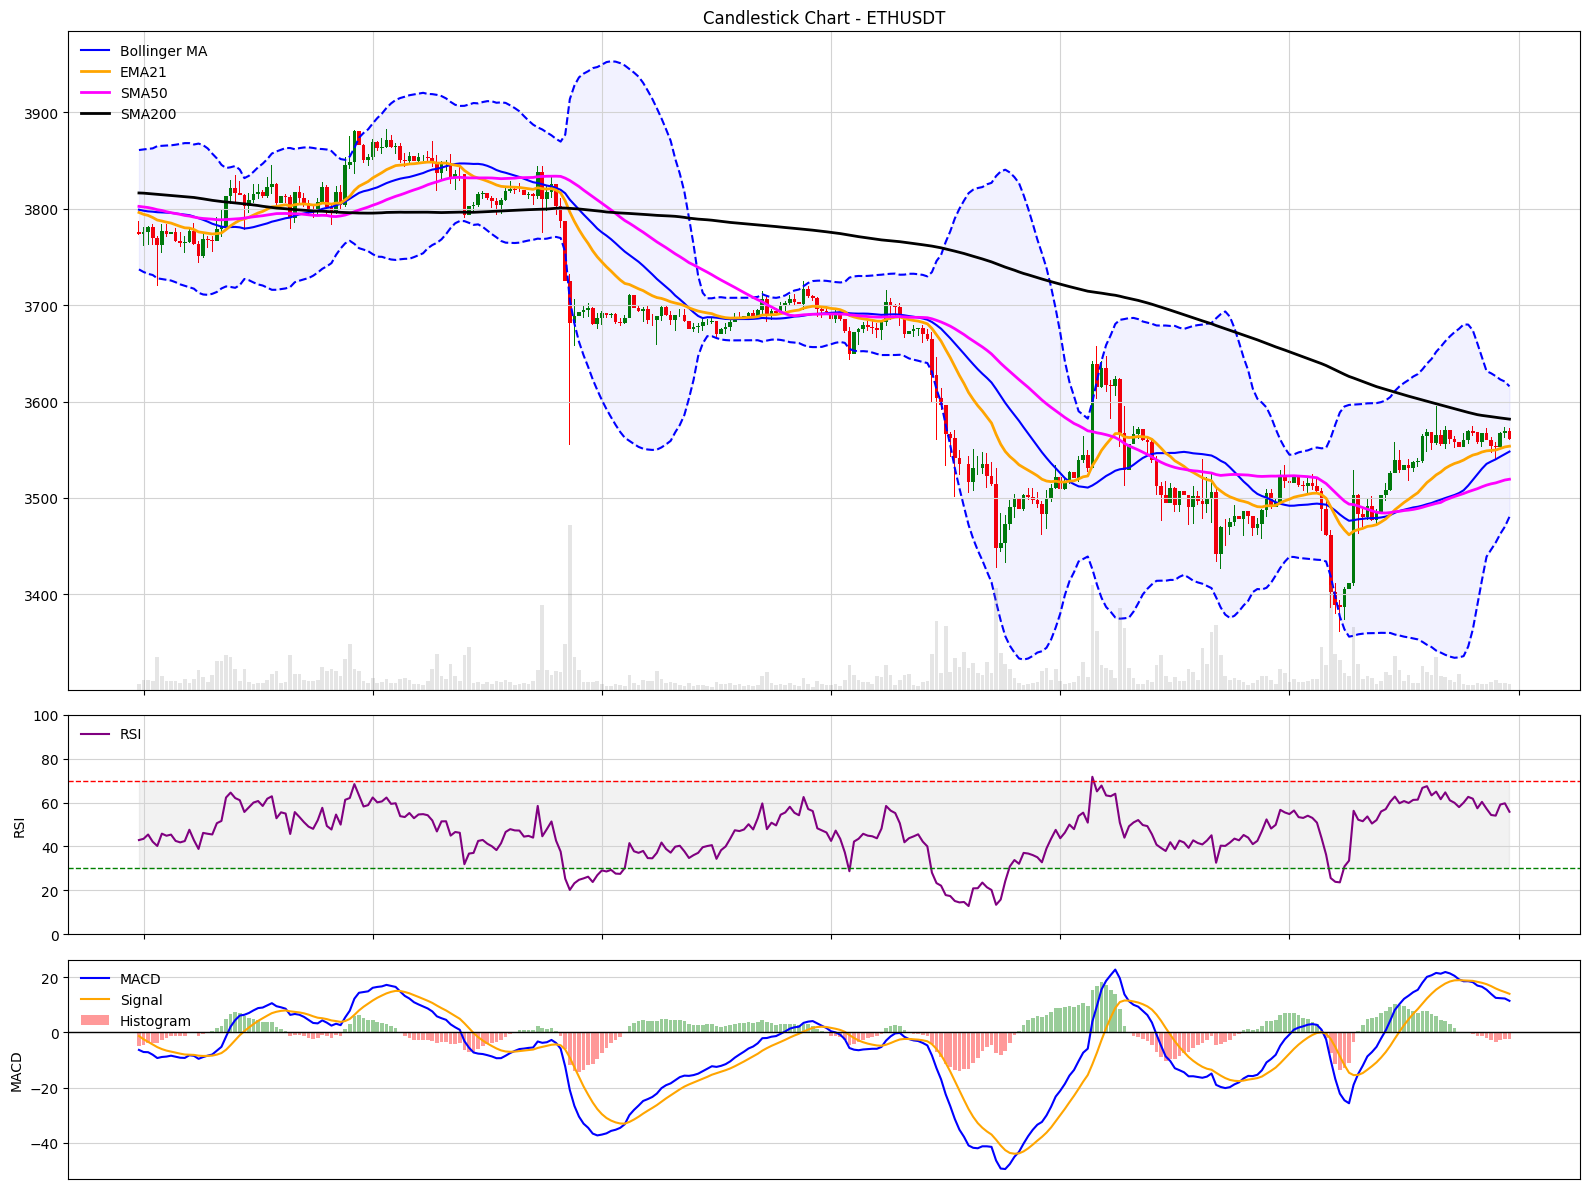 Candlestick Chart - ETHUSDT
Bollinger MA
EMA21
SMA50
SMA200
3900
3800
3700
3600
3500
3400
RSI
100
80
60
40
20
0
RSI
MACD
Signal
Histogram
20
0
−20
−40
MACD